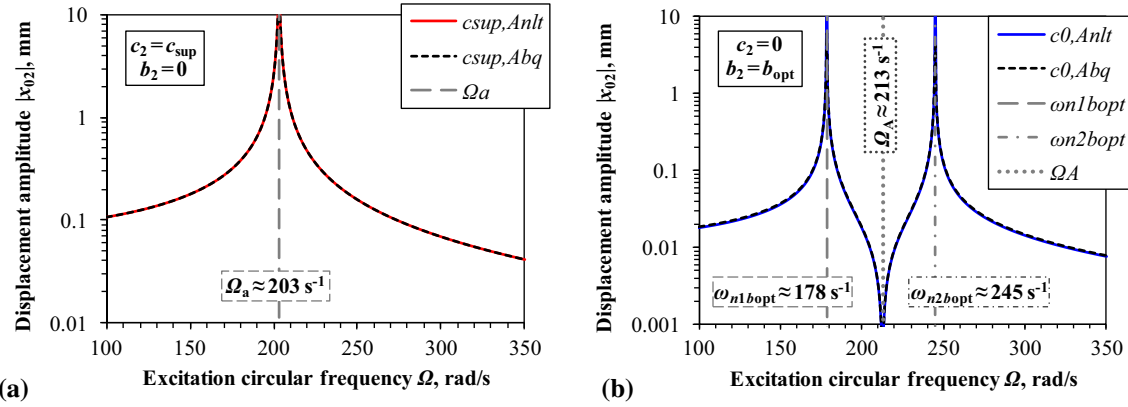 Displacement amplitude |x02|, mm
10
1
0.1
0.01
c2 = csup
b2 = 0
csup,Anlt
csup,Abq
Ωa
Ωa ≈ 203 s-1
100 150 200 250 300 350
Excitation circular frequency Ω, rad/s
(a)
Displacement amplitude |x02|, mm
10
1
0.1
0.01
0.001
ΩA ≈ 213 s-1
c2 = 0
b2 = bopt
c0,Anlt
c0,Abq
ωn1bopt
ωn2bopt
ΩA
ωn1bopt ≈ 178 s-1
ωn2bopt ≈ 245 s-1
100 150 200 250 300 350
Excitation circular frequency Ω, rad/s
(b)